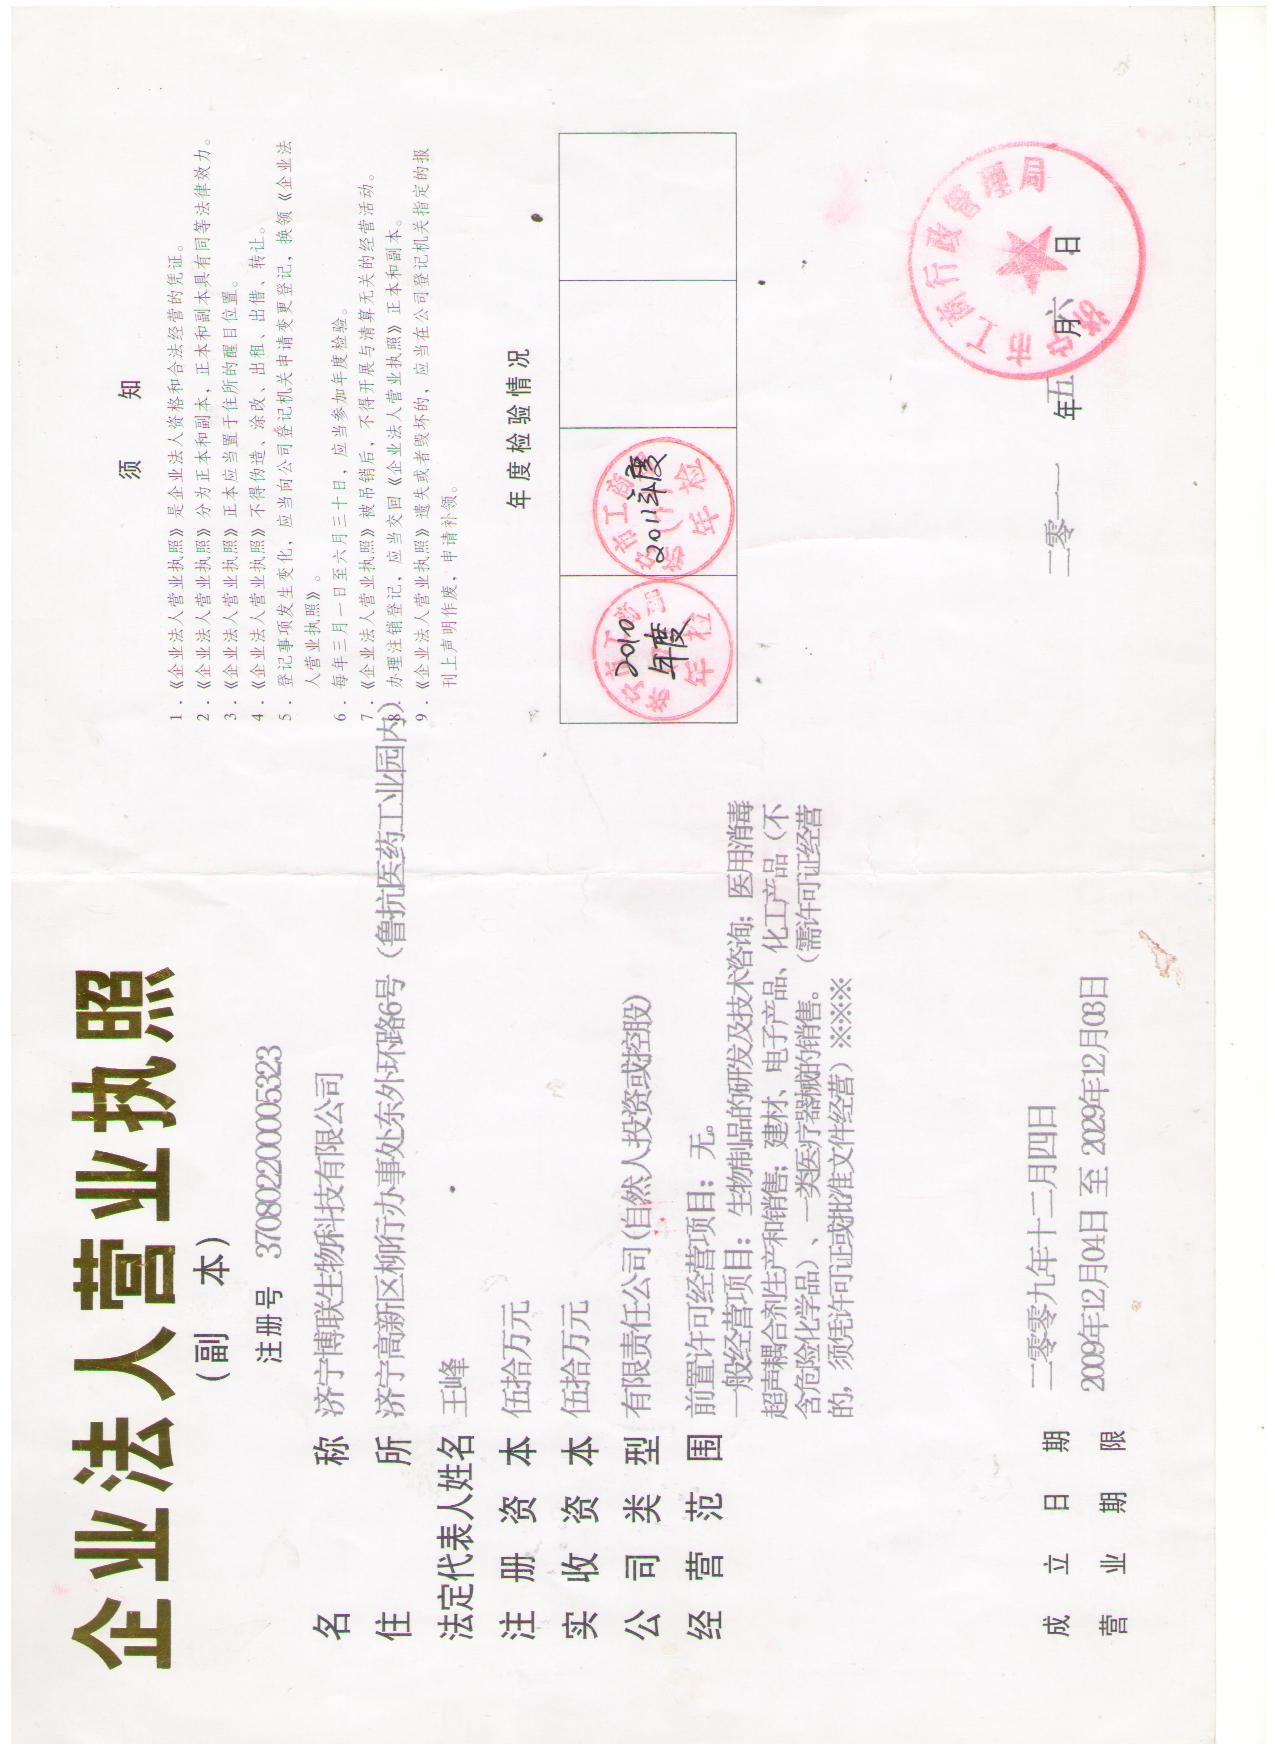 企业法人营业执照
（副 本）
注册号 370802200005323
名称 济宁博联生物科技有限公司
住所 济宁高新区柳行办事处东外环路6号（鲁抗医药工业园内）
法定代表人姓名 王峰
注册资本 伍拾万元
实收资本 伍拾万元
公司类型 有限责任公司(自然人投资或控股)
经营范围 前置许可经营项目：无。
一般经营项目：生物制品的研发及技术咨询；医用消毒
超声耦合剂生产和销售；建材、电子产品、化工产品（不
含危险化学品）、一类医疗器械的销售。（需许可证经营
的，须凭许可证或批准文件经营）※※※
成立日期 二零零九年十二月四日
营业期限 2009年12月04日 至 2029年12月03日
须 知
1．《企业法人营业执照》是企业法人资格和合法经营的凭证。
2．《企业法人营业执照》分为正本和副本，正本和副本具有同等法律效力。
3．《企业法人营业执照》正本应当置于住所的醒目位置。
4．《企业法人营业执照》不得伪造、涂改、出租、出借、转让。
5．登记事项发生变化，应当向公司登记机关申请变更登记，换领《企业法
人营业执照》。
6．每年三月一日至六月三十日，应当参加年度检验。
7．《企业法人营业执照》被吊销后，不得开展与清算无关的经营活动。
8．办理注销登记，应当交回《企业法人营业执照》正本和副本。
9．《企业法人营业执照》遗失或者毁坏的，应当在公司登记机关指定的报
刊上声明作废，申请补领。
年度检验情况
2010
年度
年检
市工商
2011年度
年检
市工商行政管理局
二零一一年五月六日